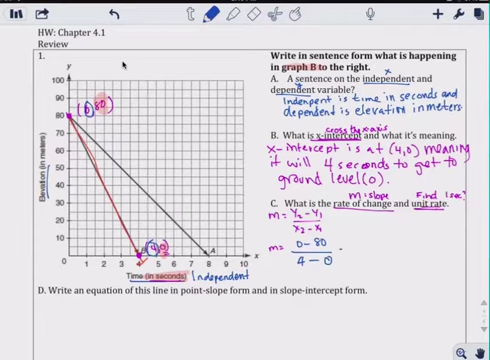 HW: Chapter 4.1
Review
1.
Write in sentence form what is happening
in graph B to the right.
A. A sentence on the independent and
dependent variable?
x
y
Indenpent is time in seconds and
dependent is elevation in meters
B. What is x-intercept and what it's meaning.
cross the x axis
x-intercept is at (4,0) meaning
it will 4 seconds to get to
ground level(0).
m=slope
Find 1 sec?
C. What is the rate of change and unit rate.
m = y₂ - y₁
x₂ - x₁
m = 0 - 80
4 - 0
=
y
100
90
80
70
60
50
40
30
20
10
0
1 2 3 4 5 6 7 8 9 10
x
(0, 80)
(4, 0)
B
A
Elevation (in meters)
Time (in seconds) Independent
D. Write an equation of this line in point-slope form and in slope-intercept form.